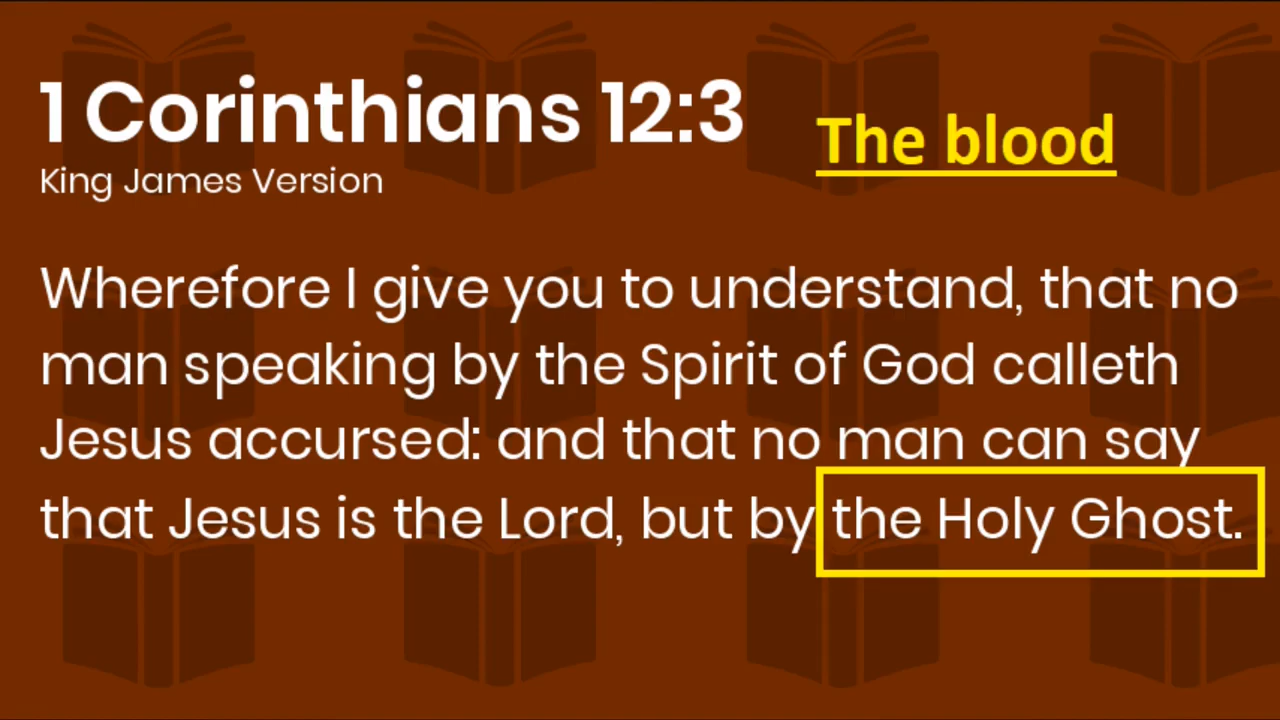 1 Corinthians 12:3
The blood
King James Version
Wherefore I give you to understand, that no
man speaking by the Spirit of God calleth
Jesus accursed: and that no man can say
that Jesus is the Lord, but by the Holy Ghost.